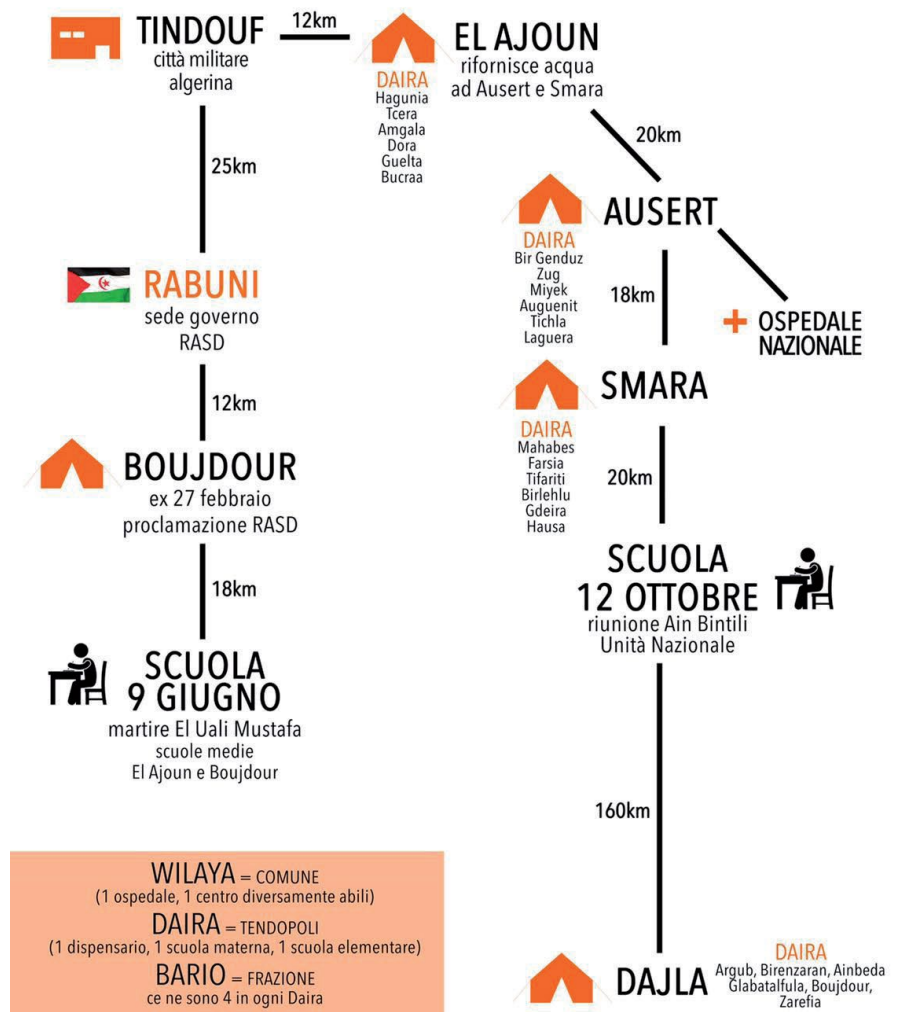 TINDOUF
città militare
algerina
12km
DAIRA
Hagunia
Tcera
Amgala
Dora
Guelta
Bucraa
EL AJOUN
rifornisce acqua
ad Ausert e Smara
20km
25km
AUSERT
DAIRA
Bir Genduz
Zug
Miyek
Auguenit
Tichla
Laguera
18km
OSPEDALE
NAZIONALE
RABUNI
sede governo
RASD
12km
SMARA
DAIRA
Mahabes
Farsia
Tifariti
Birlehlu
Gdeira
Hausa
20km
BOUJDOUR
ex 27 febbraio
proclamazione RASD
18km
SCUOLA
12 OTTOBRE
riunione Ain Bintili
Unità Nazionale
SCUOLA
9 GIUGNO
martire El Uali Mustafa
scuole medie
El Ajoun e Boujdour
160km
WILAYA = COMUNE
(1 ospedale, 1 centro diversamente abili)
DAIRA = TENDOPOLI
(1 dispensario, 1 scuola materna, 1 scuola elementare)
BARIO = FRAZIONE
ce ne sono 4 in ogni Daira
DAJLA
DAIRA
Argub, Birenzaran, Ainbeda
Glabatalfula, Boujdour,
Zarefia